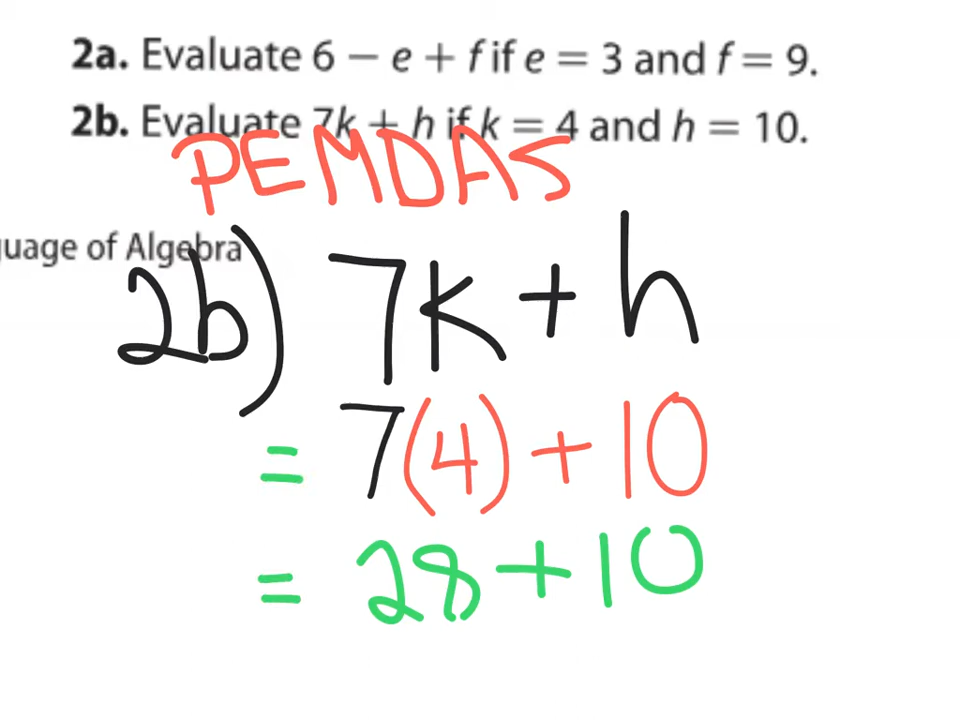 2a. Evaluate 6 − e + f if e = 3 and f = 9.
2b. Evaluate 7k + h if k = 4 and h = 10.
PEMDAS
guage of Algebra
2b) 7k + h
= 7(4) + 10
= 28 + 10